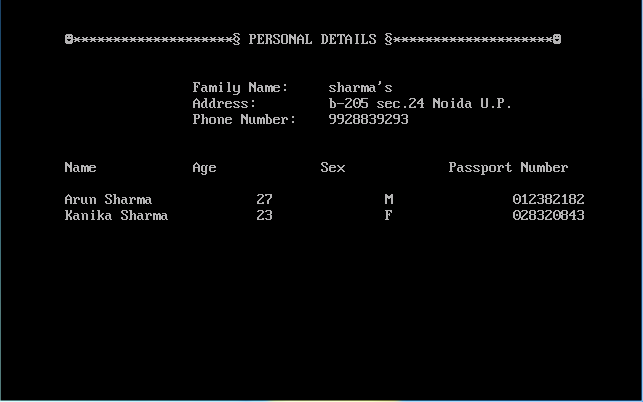 ☻********************§ PERSONAL DETAILS §********************☻
Family Name: sharma's
Address: b-205 sec.24 Noida U.P.
Phone Number: 9928839293
Name Age Sex Passport Number
Arun Sharma 27 M 012382182
Kanika Sharma 23 F 028320843